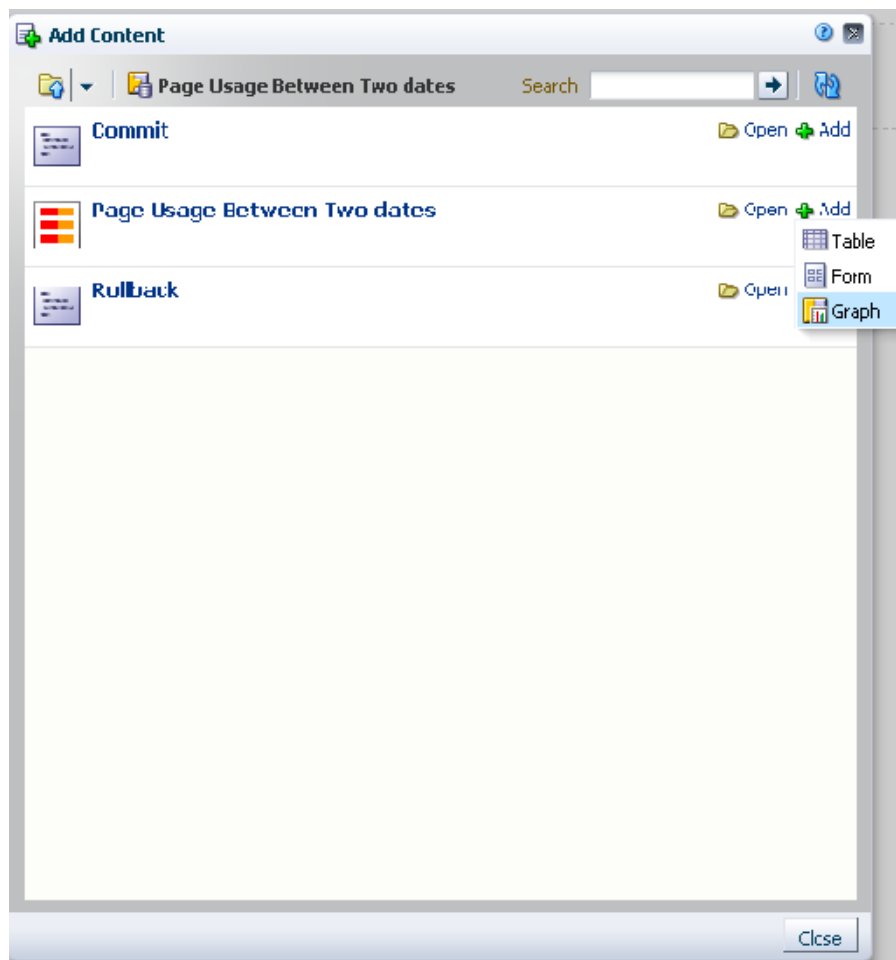 Add Content
Page Usage Between Two dates Search
Commit Open Add
Page Usage Between Two dates Open Add
Table
Form
Rollback Open
Graph
Close